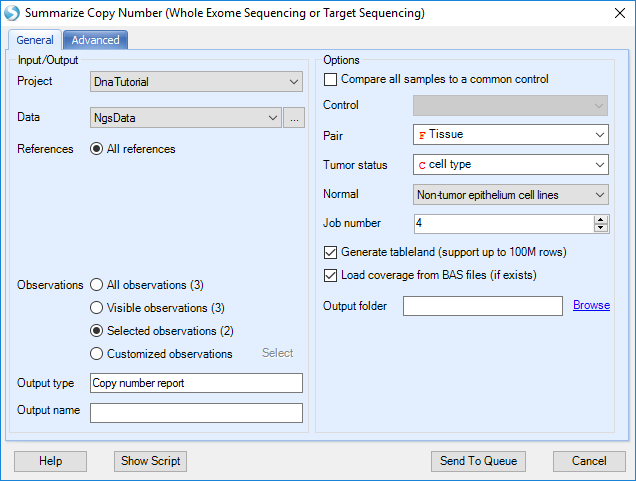 Summarize Copy Number (Whole Exome Sequencing or Target Sequencing)
General
Advanced
Input/Output
Project
DnaTutorial
Data
NgsData
...
References
All references
Observations
All observations (3)
Visible observations (3)
Selected observations (2)
Customized observations
Select
Output type
Copy number report
Output name
Options
Compare all samples to a common control
Control
Pair
F Tissue
Tumor status
C cell type
Normal
Non-tumor epithelium cell lines
Job number
4
Generate tableland (support up to 100M rows)
Load coverage from BAS files (if exists)
Output folder
Browse
Help
Show Script
Send To Queue
Cancel